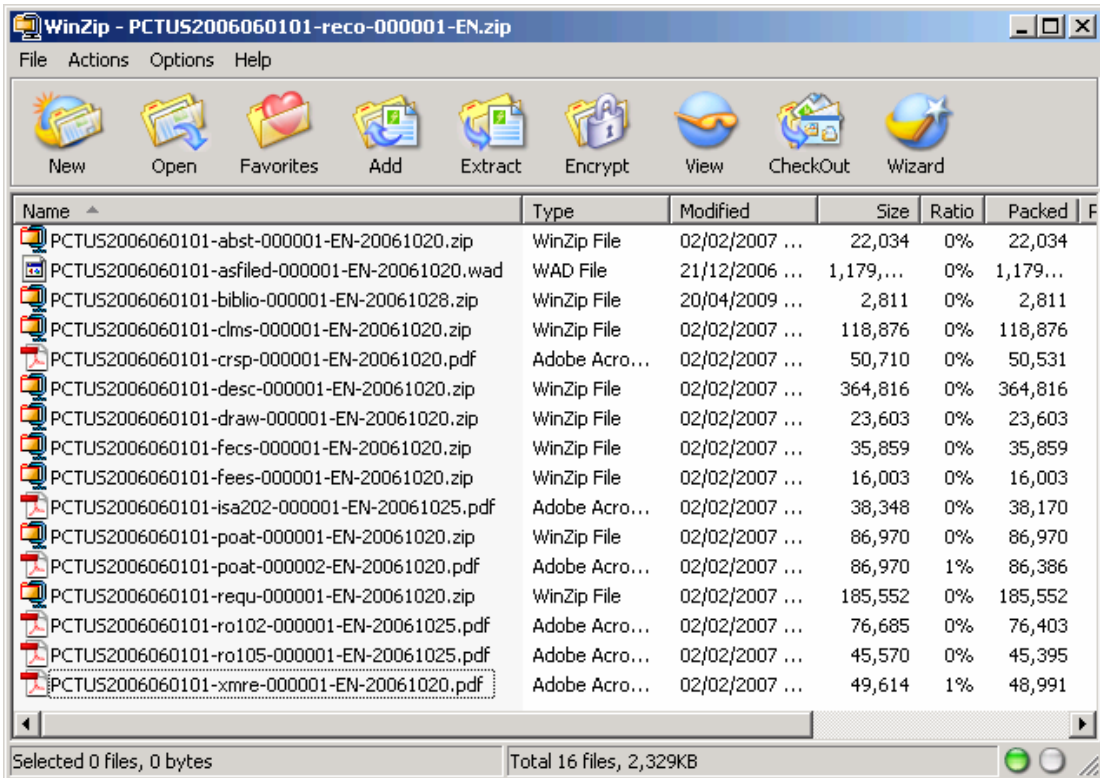 WinZip - PCTUS2006060101-reco-000001-EN.zip
File Actions Options Help
New Open Favorites Add Extract Encrypt View CheckOut Wizard
Name Type Modified Size Ratio Packed
PCTUS2006060101-abst-000001-EN-20061020.zip WinZip File 02/02/2007 ... 22,034 0% 22,034
PCTUS2006060101-asfiled-000001-EN-20061020.wad WAD File 21/12/2006 ... 1,179,... 0% 1,179...
PCTUS2006060101-biblio-000001-EN-20061028.zip WinZip File 20/04/2009 ... 2,811 0% 2,811
PCTUS2006060101-clms-000001-EN-20061020.zip WinZip File 02/02/2007 ... 118,876 0% 118,876
PCTUS2006060101-crsp-000001-EN-20061020.pdf Adobe Acro... 02/02/2007 ... 50,710 0% 50,531
PCTUS2006060101-desc-000001-EN-20061020.zip WinZip File 02/02/2007 ... 364,816 0% 364,816
PCTUS2006060101-draw-000001-EN-20061020.zip WinZip File 02/02/2007 ... 23,603 0% 23,603
PCTUS2006060101-fecs-000001-EN-20061020.zip WinZip File 02/02/2007 ... 35,859 0% 35,859
PCTUS2006060101-fees-000001-EN-20061020.zip WinZip File 02/02/2007 ... 16,003 0% 16,003
PCTUS2006060101-isa202-000001-EN-20061025.pdf Adobe Acro... 02/02/2007 ... 38,348 0% 38,170
PCTUS2006060101-poat-000001-EN-20061020.zip WinZip File 02/02/2007 ... 86,970 0% 86,970
PCTUS2006060101-poat-000002-EN-20061020.pdf Adobe Acro... 02/02/2007 ... 86,970 1% 86,386
PCTUS2006060101-requ-000001-EN-20061020.zip WinZip File 02/02/2007 ... 185,552 0% 185,552
PCTUS2006060101-ro102-000001-EN-20061025.pdf Adobe Acro... 02/02/2007 ... 76,685 0% 76,403
PCTUS2006060101-ro105-000001-EN-20061025.pdf Adobe Acro... 02/02/2007 ... 45,570 0% 45,395
PCTUS2006060101-xmre-000001-EN-20061020.pdf Adobe Acro... 02/02/2007 ... 49,614 1% 48,991
Selected 0 files, 0 bytes Total 16 files, 2,329KB